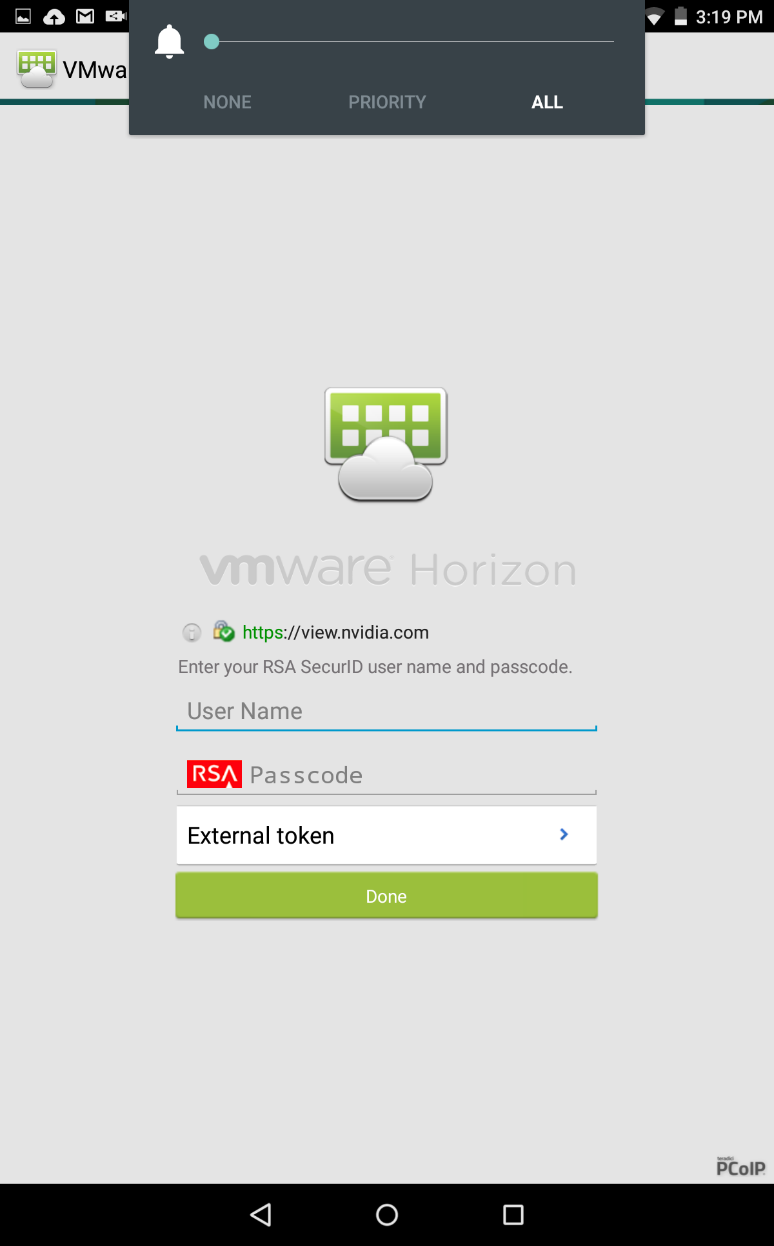 3:19 PM
VMwa
NONE PRIORITY ALL
vmware Horizon
https://view.nvidia.com
Enter your RSA SecurID user name and passcode.
User Name
RSA Passcode
External token
Done
teradici
PCoIP